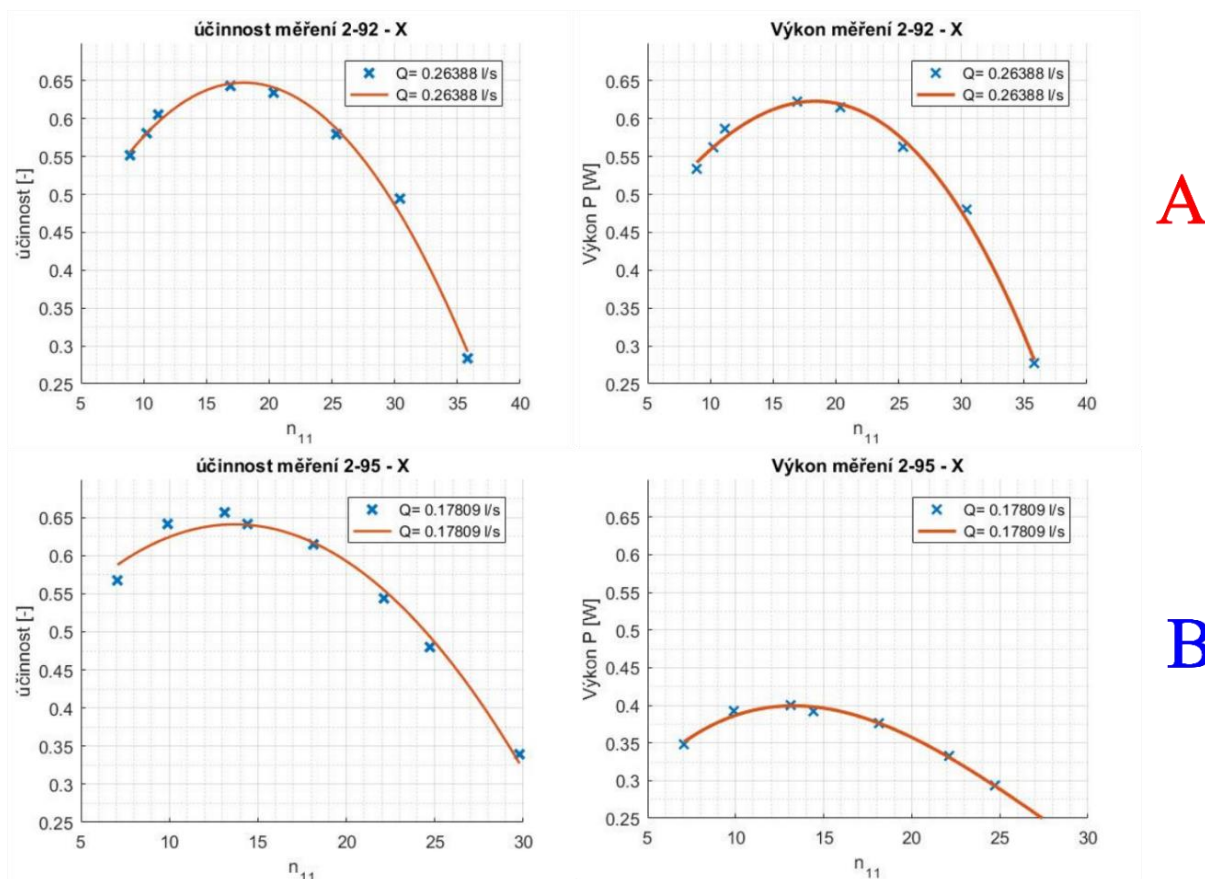 účinnost měření 2-92 - X
účinnost [-]
0.65
0.6
0.55
0.5
0.45
0.4
0.35
0.3
0.25
5 10 15 20 25 30 35 40
n11
Q= 0.26388 l/s
Q= 0.26388 l/s
Výkon měření 2-92 - X
Výkon P [W]
0.65
0.6
0.55
0.5
0.45
0.4
0.35
0.3
0.25
5 10 15 20 25 30 35 40
n11
Q= 0.26388 l/s
Q= 0.26388 l/s
A
účinnost měření 2-95 - X
účinnost [-]
0.65
0.6
0.55
0.5
0.45
0.4
0.35
0.3
0.25
5 10 15 20 25 30
n11
Q= 0.17809 l/s
Q= 0.17809 l/s
Výkon měření 2-95 - X
Výkon P [W]
0.65
0.6
0.55
0.5
0.45
0.4
0.35
0.3
0.25
5 10 15 20 25 30
n11
Q= 0.17809 l/s
Q= 0.17809 l/s
B